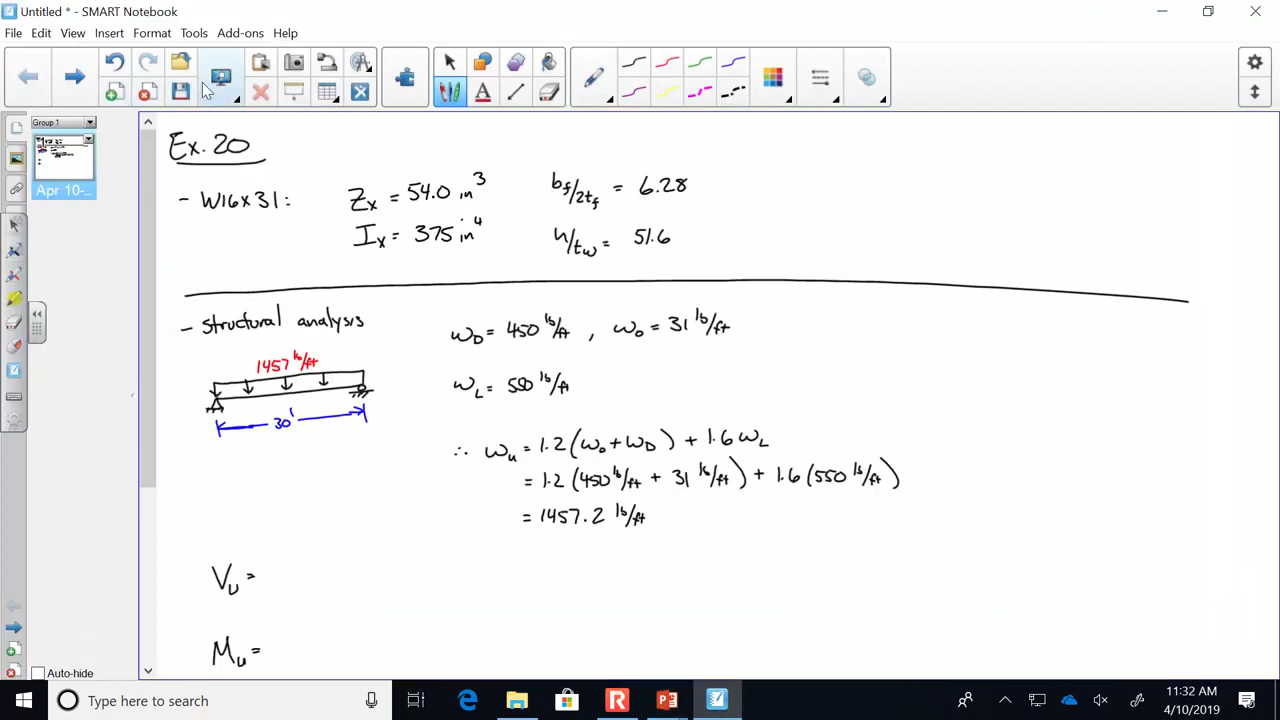 Untitled * - SMART Notebook
File Edit View Insert Format Tools Add-ons Help
Group 1
Apr 10-...
Ex. 20
- W16x31: Zx = 54.0 in³ bf/2tf = 6.28
Ix = 375 in⁴ h/tw = 51.6
- structural analysis
wD = 450 lb/ft , wo = 31 lb/ft
1457 lb/ft
30'
wL = 550 lb/ft
∴ wu = 1.2 (wo + wD) + 1.6 wL
= 1.2 (450 lb/ft + 31 lb/ft) + 1.6 (550 lb/ft)
= 1457.2 lb/ft
Vu =
Mu =
Auto-hide
Type here to search
11:32 AM
4/10/2019